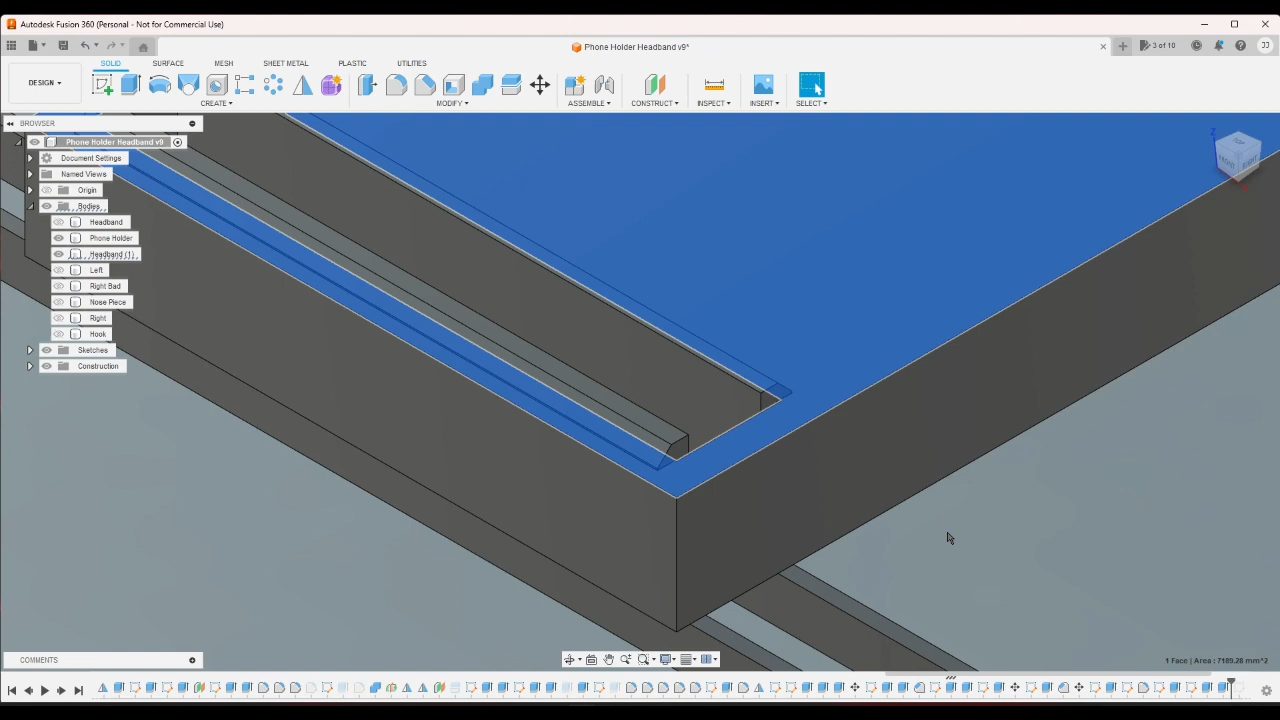 Autodesk Fusion 360 (Personal - Not for Commercial Use)
Phone Holder Headband v9*
3 of 10
JJ
SOLID SURFACE MESH SHEET METAL PLASTIC UTILITIES
DESIGN
CREATE MODIFY ASSEMBLE CONSTRUCT INSPECT INSERT SELECT
BROWSER
Phone Holder Headband v9
Document Settings
Named Views
Origin
Bodies
Headband
Phone Holder
Headband (1)
Left
Right Bad
Nose Piece
Right
Hook
Sketches
Construction
Z
FRONT RIGHT
COMMENTS
1 Face | Area : 7189.28 mm^2